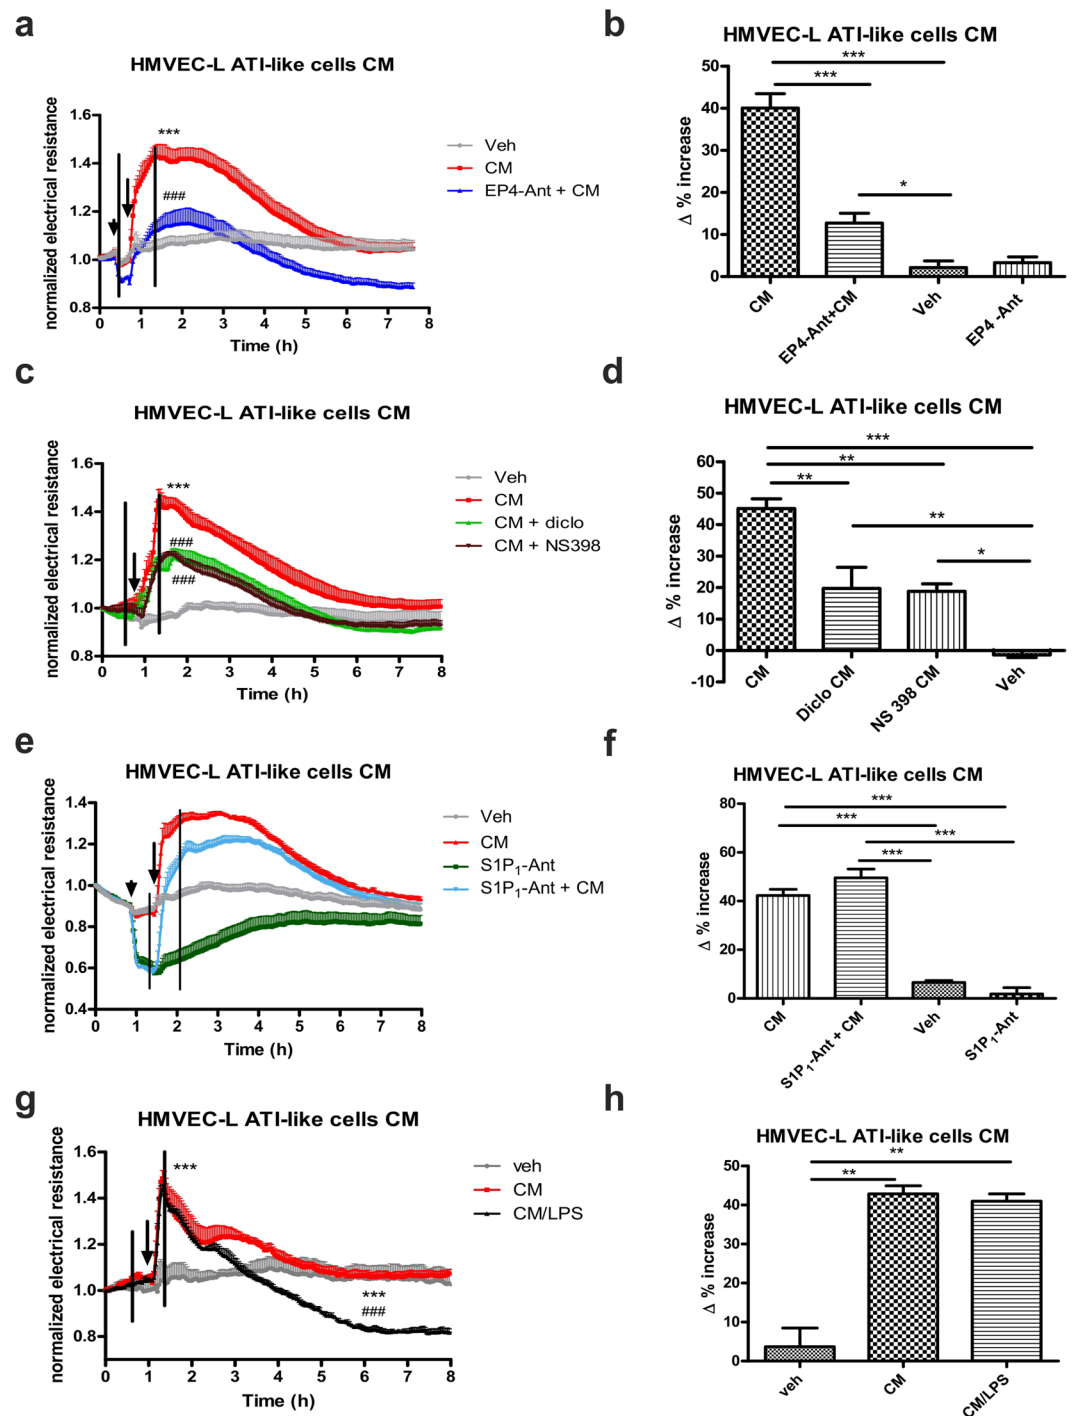 a
HMVEC-L ATI-like cells CM
normalized electrical resistance
1.6
1.4
1.2
1.0
0.8
***
###
0 1 2 3 4 5 6 7 8
Time (h)
Veh
CM
EP4-Ant + CM
b
HMVEC-L ATI-like cells CM
Δ % increase
50
40
30
20
10
0
***
***
*
CM
EP4-Ant+CM
Veh
EP4 -Ant
c
HMVEC-L ATI-like cells CM
normalized electrical resistance
1.6
1.4
1.2
1.0
0.8
***
###
###
0 1 2 3 4 5 6 7 8
Time (h)
Veh
CM
CM + diclo
CM + NS398
d
HMVEC-L ATI-like cells CM
Δ % increase
60
50
40
30
20
10
0
-10
***
**
**
**
*
CM
Diclo CM
NS 398 CM
Veh
e
HMVEC-L ATI-like cells CM
normalized electrical resistance
1.4
1.2
1.0
0.8
0.6
0.4
0 1 2 3 4 5 6 7 8
Time (h)
Veh
CM
S1P₁-Ant
S1P₁-Ant + CM
f
HMVEC-L ATI-like cells CM
Δ % increase
80
60
40
20
0
***
***
***
***
CM
S1P₁-Ant + CM
Veh
S1P₁-Ant
g
HMVEC-L ATI-like cells CM
normalized electrical resistance
1.6
1.4
1.2
1.0
0.8
***
***
###
0 1 2 3 4 5 6 7 8
Time (h)
veh
CM
CM/LPS
h
HMVEC-L ATI-like cells CM
Δ % increase
50
40
30
20
10
0
**
**
veh
CM
CM/LPS